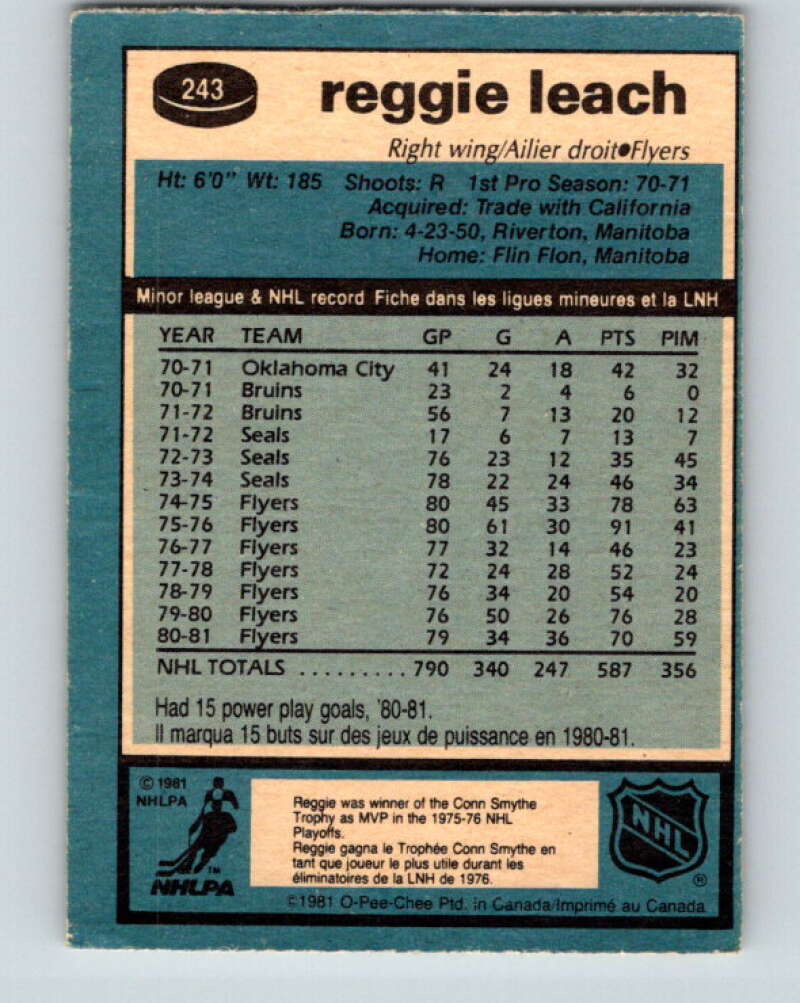 243
reggie leach
Right wing/Ailier droit●Flyers
Ht: 6'0" Wt: 185 Shoots: R 1st Pro Season: 70-71
Acquired: Trade with California
Born: 4-23-50, Riverton, Manitoba
Home: Flin Flon, Manitoba
Minor league & NHL record Fiche dans les ligues mineures et la LNH
YEAR TEAM GP G A PTS PIM
70-71 Oklahoma City 41 24 18 42 32
70-71 Bruins 23 2 4 6 0
71-72 Bruins 56 7 13 20 12
71-72 Seals 17 6 7 13 7
72-73 Seals 76 23 12 35 45
73-74 Seals 78 22 24 46 34
74-75 Flyers 80 45 33 78 63
75-76 Flyers 80 61 30 91 41
76-77 Flyers 77 32 14 46 23
77-78 Flyers 72 24 28 52 24
78-79 Flyers 76 34 20 54 20
79-80 Flyers 76 50 26 76 28
80-81 Flyers 79 34 36 70 59
NHL TOTALS ......... 790 340 247 587 356
Had 15 power play goals, '80-81.
Il marqua 15 buts sur des jeux de puissance en 1980-81.
© 1981
NHLPA
TM
NHLPA
Reggie was winner of the Conn Smythe
Trophy as MVP in the 1975-76 NHL
Playoffs.
Reggie gagna le Trophée Conn Smythe en
tant que joueur le plus utile durant les
éliminatoires de la LNH de 1976.
NHL
®
©1981 O-Pee-Chee Ptd. in Canada/Imprimé au Canada